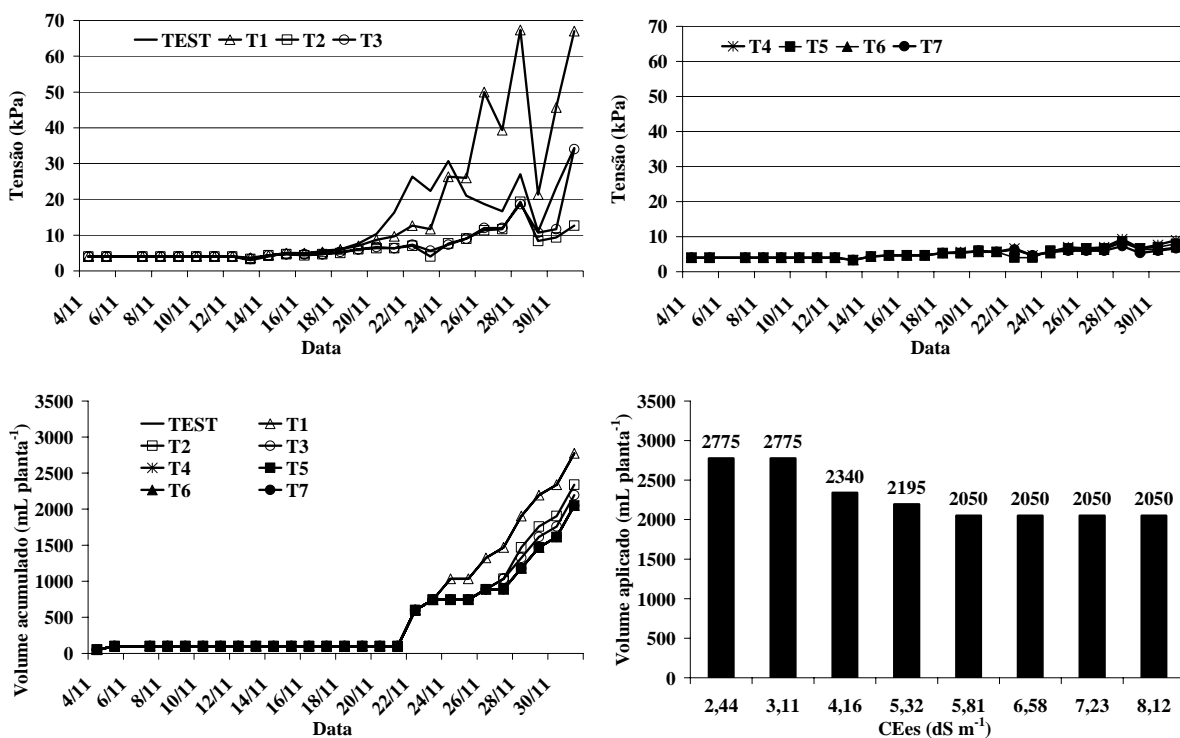 70
60
50
40
30
20
10
0
Tensão (kPa)
TEST T1 T2 T3
4/11 6/11 8/11 10/11 12/11 14/11 16/11 18/11 20/11 22/11 24/11 26/11 28/11 30/11
Data
70
60
50
40
30
20
10
0
Tensão (kPa)
T4 T5 T6 T7
4/11 6/11 8/11 10/11 12/11 14/11 16/11 18/11 20/11 22/11 24/11 26/11 28/11 30/11
Data
3500
3000
2500
2000
1500
1000
500
0
Volume acumulado (mL planta⁻¹)
TEST T1
T2 T3
T4 T5
T6 T7
4/11 6/11 8/11 10/11 12/11 14/11 16/11 18/11 20/11 22/11 24/11 26/11 28/11 30/11
Data
3500
3000
2500
2000
1500
1000
500
0
Volume aplicado (mL planta⁻¹)
2775 2775 2340 2195 2050 2050 2050 2050
2,44 3,11 4,16 5,32 5,81 6,58 7,23 8,12
CEes (dS m⁻¹)